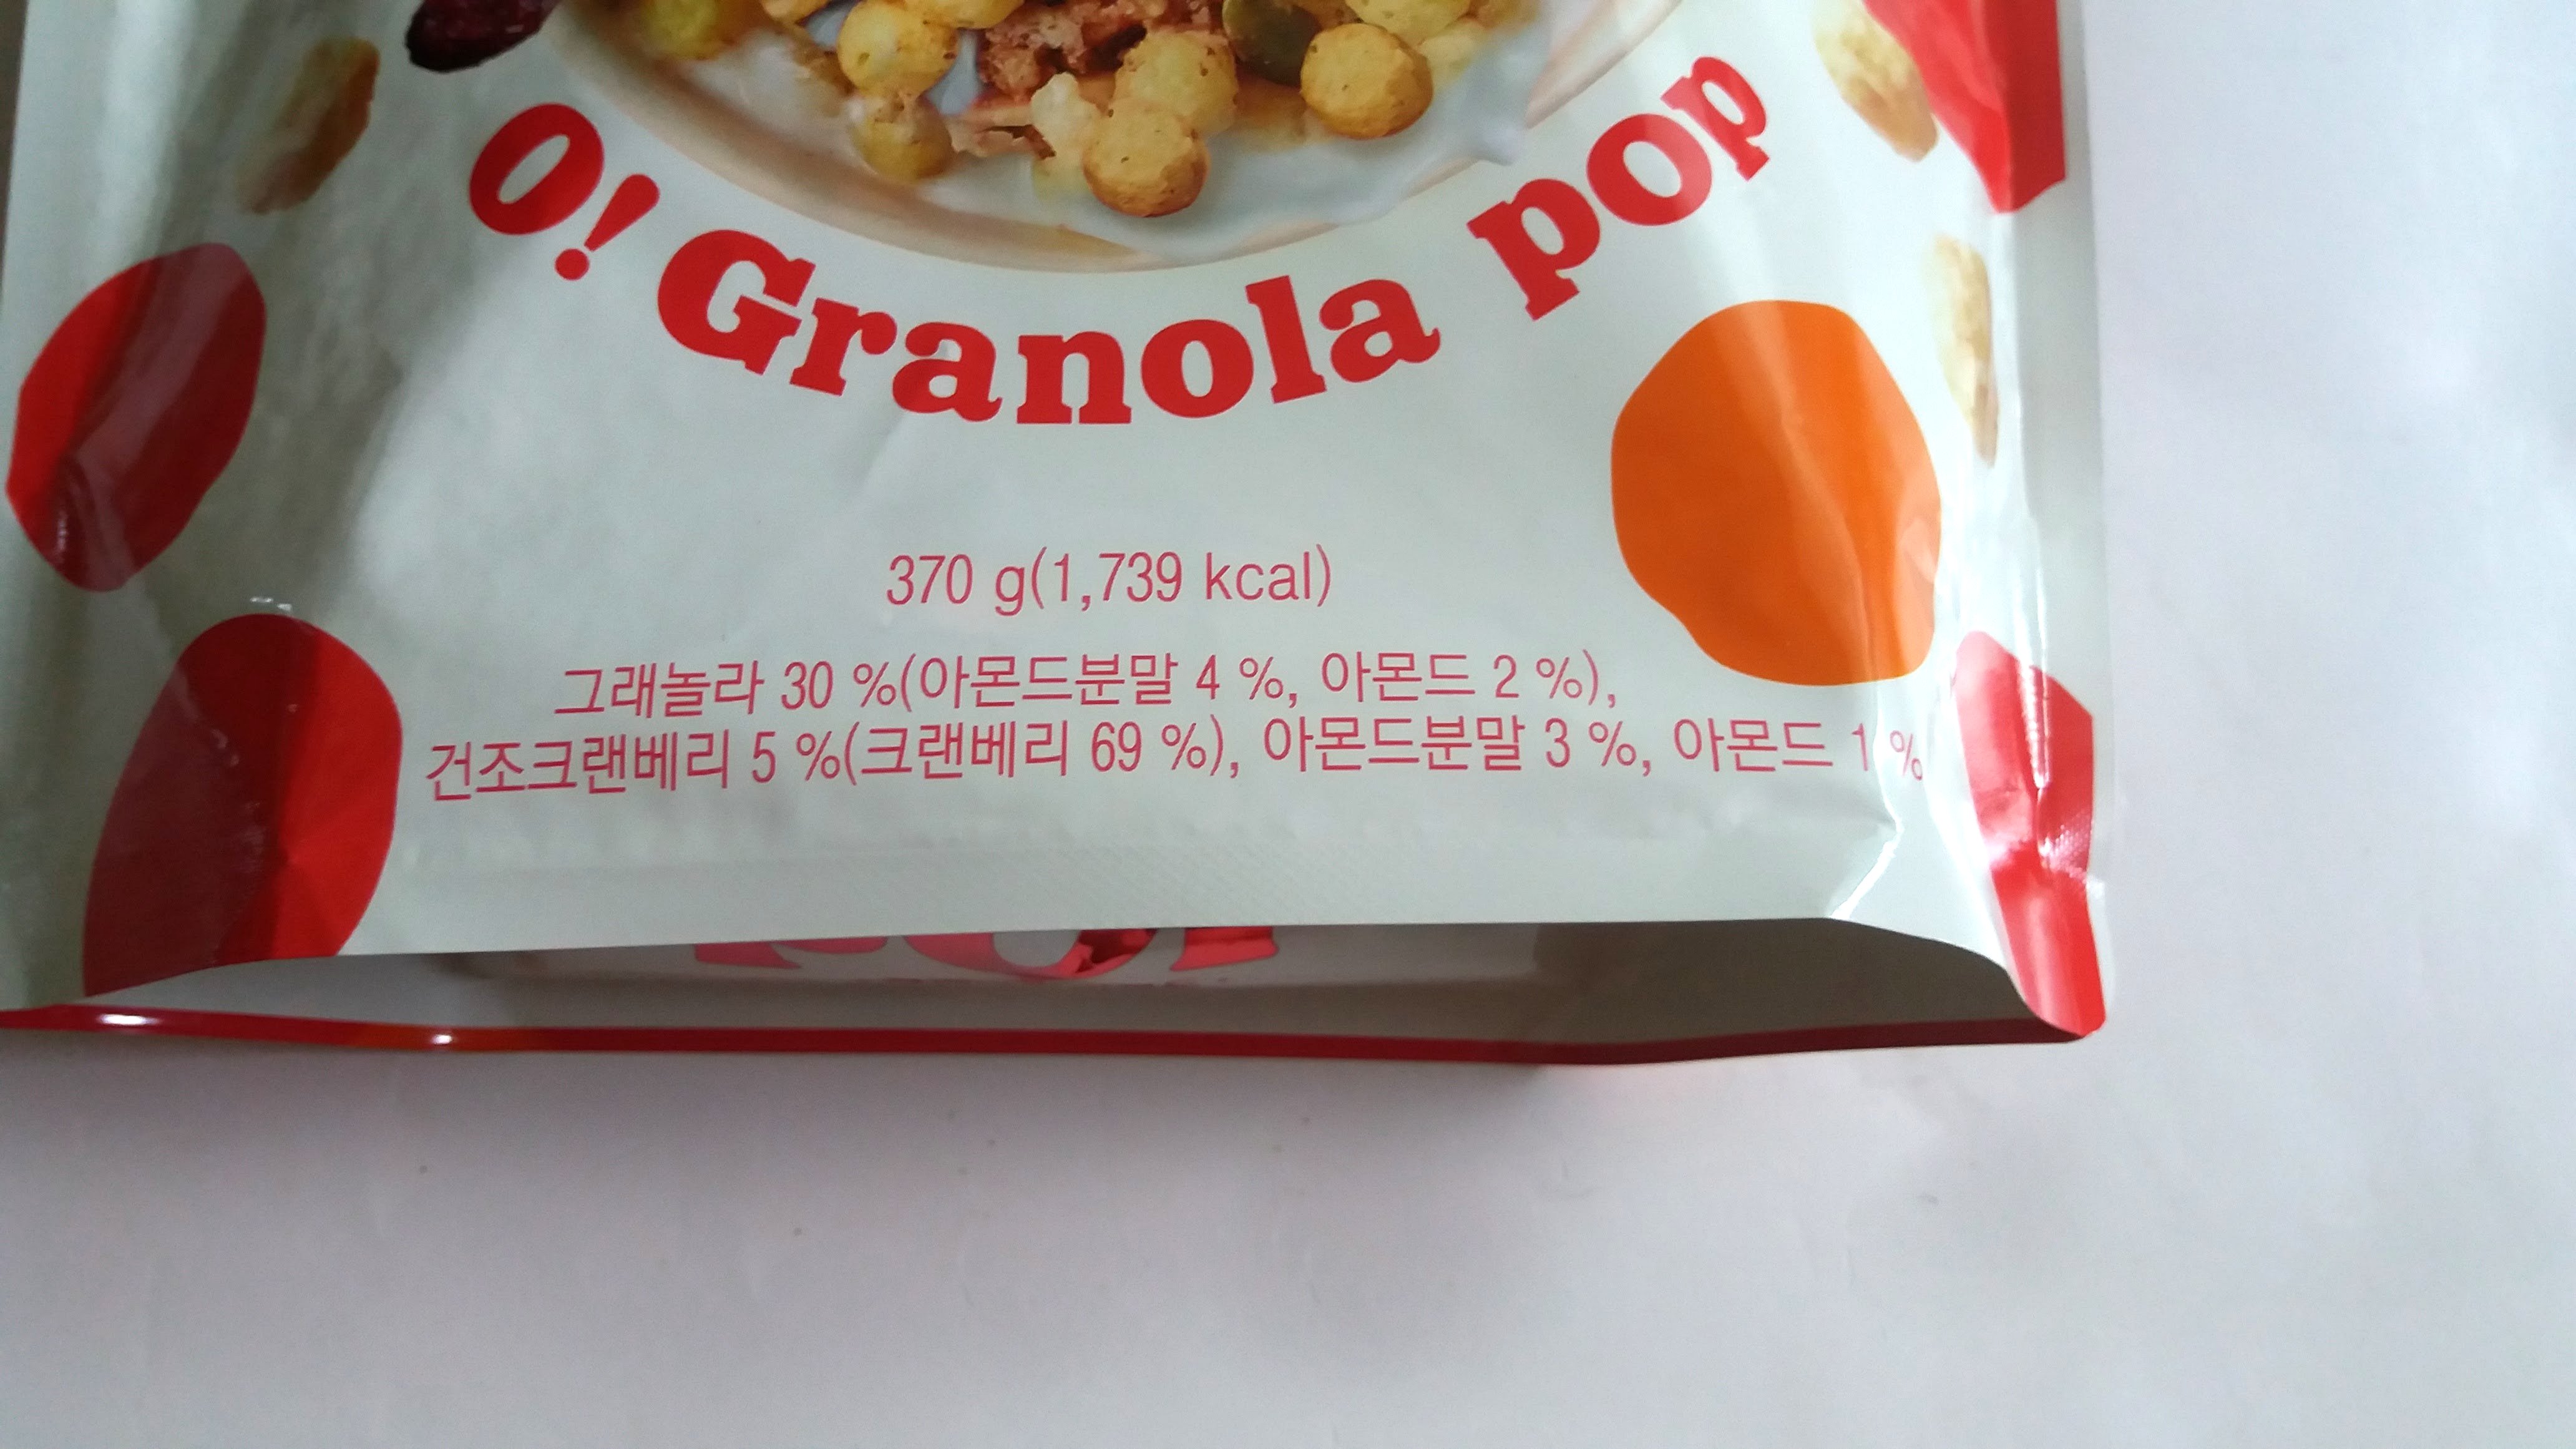 O! Granola pop
370 g(1,739 kcal)
그래놀라 30 %(아몬드분말 4 %, 아몬드 2 %),
건조크랜베리 5 %(크랜베리 69 %), 아몬드분말 3 %, 아몬드 1 %